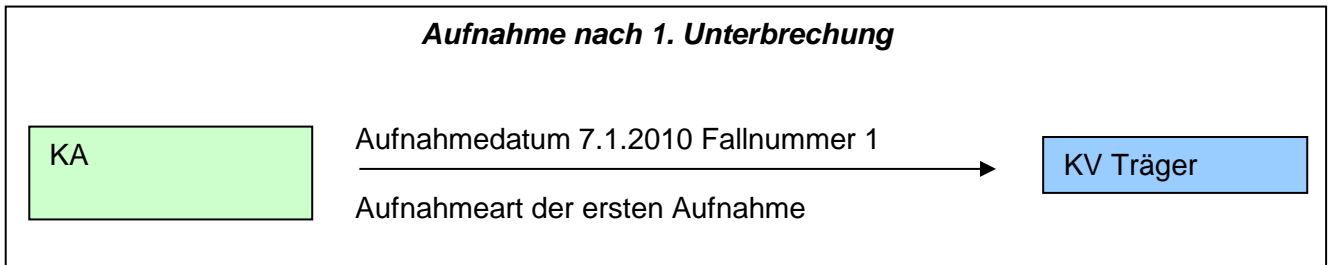 Aufnahme nach 1. Unterbrechung
KA
Aufnahmedatum 7.1.2010 Fallnummer 1
Aufnahmeart der ersten Aufnahme
KV Träger